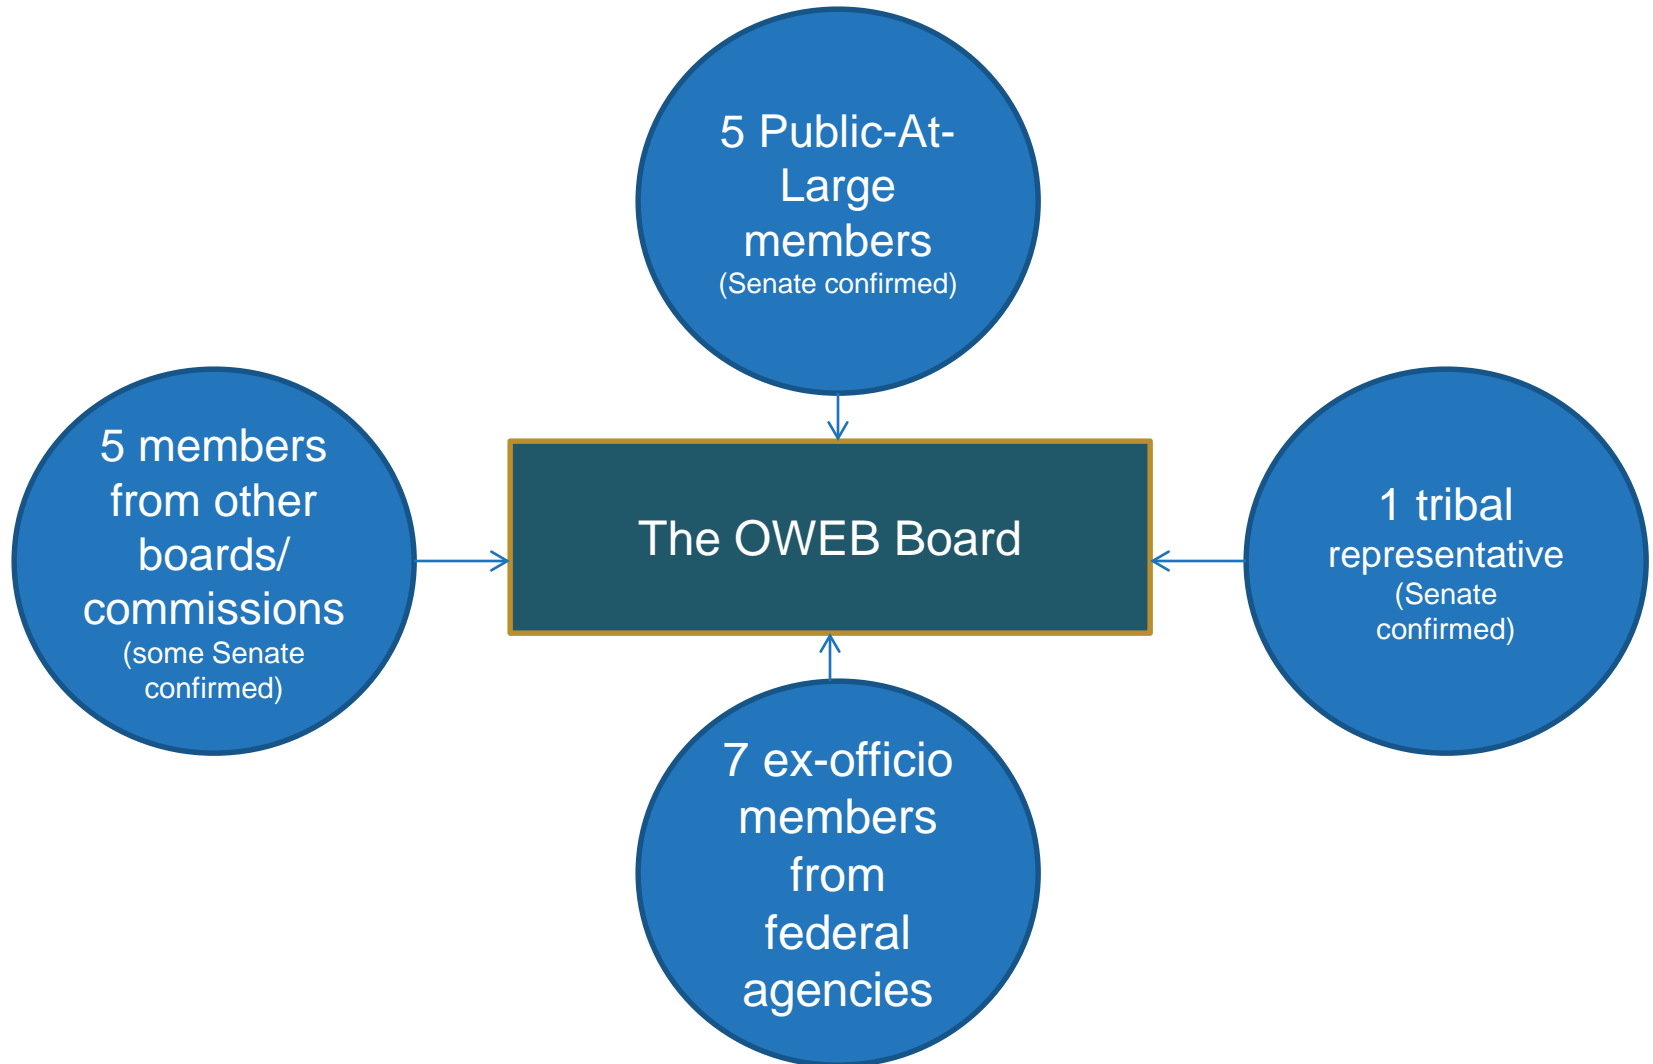 5 Public-At-
Large
members
(Senate confirmed)
5 members
from other
boards/
commissions
(some Senate
confirmed)
The OWEB Board
1 tribal
representative
(Senate
confirmed)
7 ex-officio
members
from
federal
agencies